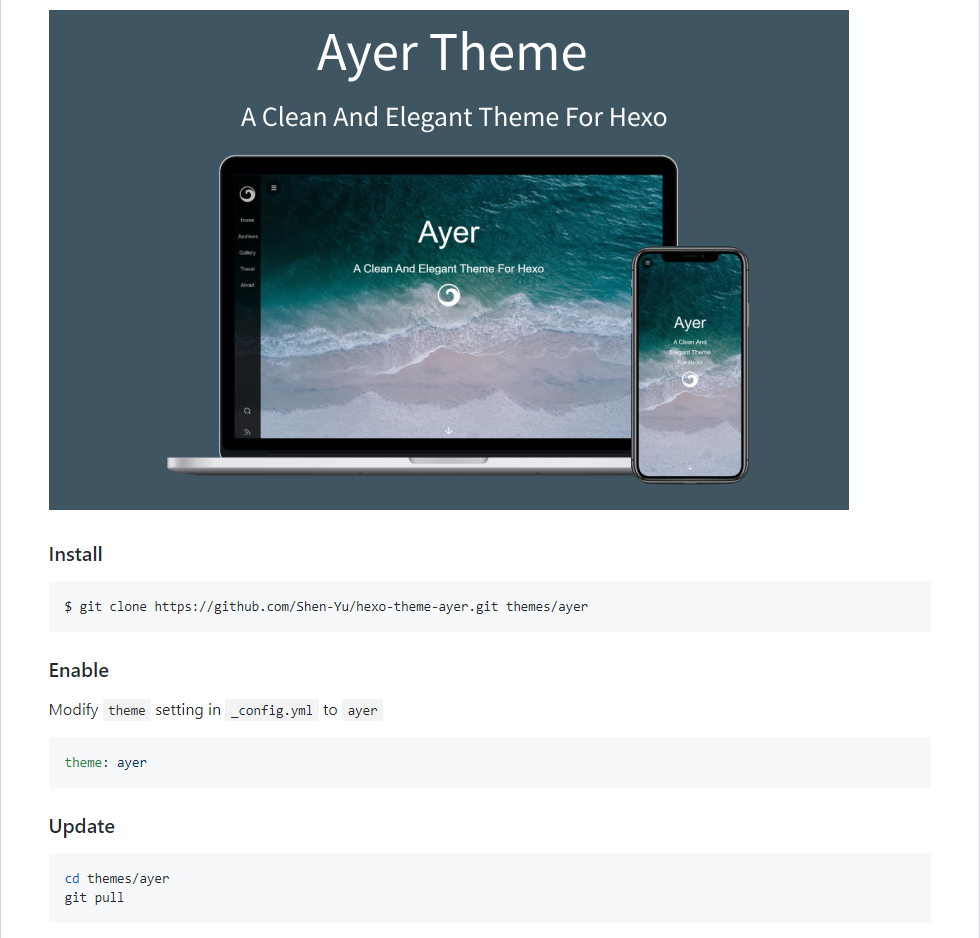 Ayer Theme
A Clean And Elegant Theme For Hexo
Home
Archives
Gallery
Travel
About
Ayer
A Clean And Elegant Theme For Hexo
Ayer
A Clean And
Elegant Theme
For Hexo
Install
$ git clone https://github.com/Shen-Yu/hexo-theme-ayer.git themes/ayer
Enable
Modify theme setting in _config.yml to ayer
theme: ayer
Update
cd themes/ayer
git pull